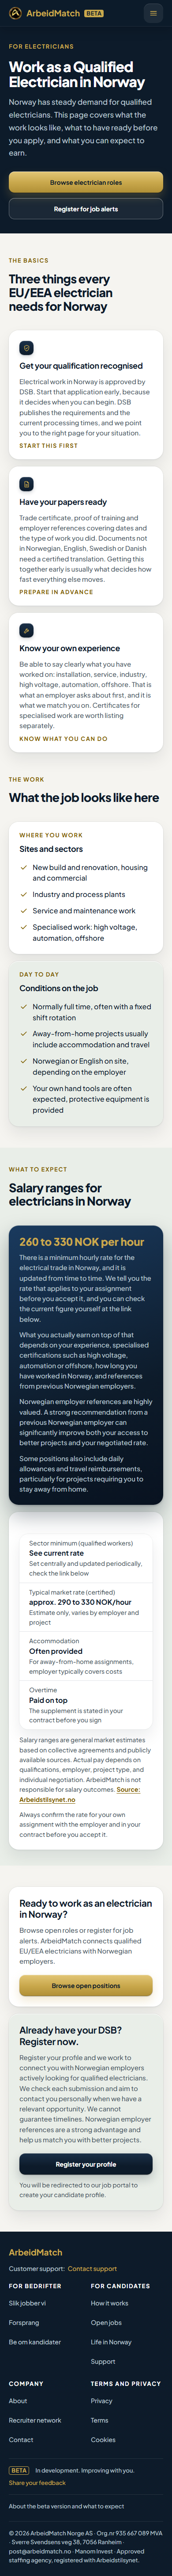 ArbeidMatch BETA
FOR ELECTRICIANS
Work as a Qualified
Electrician in Norway
Norway has steady demand for qualified
electricians. This page covers what the
work looks like, what to have ready before
you apply, and what you can expect to
earn.
Browse electrician roles
Register for job alerts
THE BASICS
Three things every
EU/EEA electrician
needs for Norway
Get your qualification recognised
Electrical work in Norway is approved by
DSB. Start that application early, because
it decides when you can begin. DSB
publishes the requirements and the
current processing times, and we point
you to the right page for your situation.
START THIS FIRST
Have your papers ready
Trade certificate, proof of training and
employer references covering dates and
the type of work you did. Documents not
in Norwegian, English, Swedish or Danish
need a certified translation. Getting this
together early is usually what decides how
fast everything else moves.
PREPARE IN ADVANCE
Know your own experience
Be able to say clearly what you have
worked on: installation, service, industry,
high voltage, automation, offshore. That is
what an employer asks about first, and it is
what we match you on. Certificates for
specialised work are worth listing
separately.
KNOW WHAT YOU CAN DO
THE WORK
What the job looks like here
WHERE YOU WORK
Sites and sectors
New build and renovation, housing
and commercial
Industry and process plants
Service and maintenance work
Specialised work: high voltage,
automation, offshore
DAY TO DAY
Conditions on the job
Normally full time, often with a fixed
shift rotation
Away-from-home projects usually
include accommodation and travel
Norwegian or English on site,
depending on the employer
Your own hand tools are often
expected, protective equipment is
provided
WHAT TO EXPECT
Salary ranges for
electricians in Norway
260 to 330 NOK per hour
There is a minimum hourly rate for the
electrical trade in Norway, and it is
updated from time to time. We tell you the
rate that applies to your assignment
before you accept it, and you can check
the current figure yourself at the link
below.
What you actually earn on top of that
depends on your experience, specialised
certifications such as high voltage,
automation or offshore, how long you
have worked in Norway, and references
from previous Norwegian employers.
Norwegian employer references are highly
valued. A strong recommendation from a
previous Norwegian employer can
significantly improve both your access to
better projects and your negotiated rate.
Some positions also include daily
allowances and travel reimbursements,
particularly for projects requiring you to
stay away from home.
Sector minimum (qualified workers)
See current rate
Set centrally and updated periodically,
check the link below
Typical market rate (certified)
approx. 290 to 330 NOK/hour
Estimate only, varies by employer and
project
Accommodation
Often provided
For away-from-home assignments,
employer typically covers costs
Overtime
Paid on top
The supplement is stated in your
contract before you sign
Salary ranges are general market estimates
based on collective agreements and publicly
available sources. Actual pay depends on
qualifications, employer, project type, and
individual negotiation. ArbeidMatch is not
responsible for salary outcomes. Source:
Arbeidstilsynet.no
Always confirm the rate for your own
assignment with the employer and in your
contract before you accept it.
Ready to work as an electrician
in Norway?
Browse open roles or register for job
alerts. ArbeidMatch connects qualified
EU/EEA electricians with Norwegian
employers.
Browse open positions
Already have your DSB?
Register now.
Register your profile and we work to
connect you with Norwegian employers
actively looking for qualified electricians.
We check each submission and aim to
contact you personally when we have a
relevant opportunity. We cannot
guarantee timelines. Norwegian employer
references are a strong advantage and
help us match you with better projects.
Register your profile
You will be redirected to our job portal to
create your candidate profile.
ArbeidMatch
Customer support: Contact support
FOR BEDRIFTER
Slik jobber vi
Forsprang
Be om kandidater
FOR CANDIDATES
How it works
Open jobs
Life in Norway
Support
COMPANY
About
Recruiter network
Contact
TERMS AND PRIVACY
Privacy
Terms
Cookies
BETA In development. Improving with you.
Share your feedback
About the beta version and what to expect
© 2026 ArbeidMatch Norge AS · Org.nr 935 667 089 MVA
· Sverre Svendsens veg 38, 7056 Ranheim ·
post@arbeidmatch.no · Manom Invest · Approved
staffing agency, registered with Arbeidstilsynet.